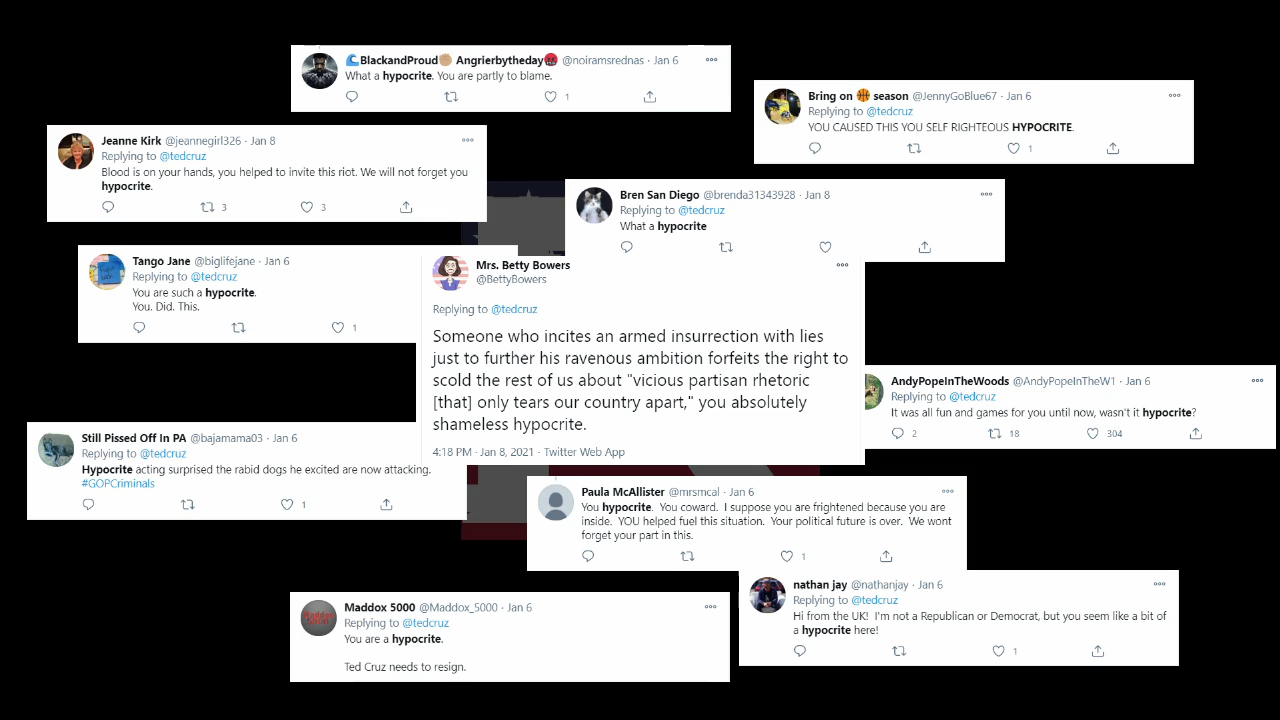 🌊BlackandProud✊🏽 Angrierbytheday🤬 @noiramsrednas · Jan 6
What a hypocrite. You are partly to blame.
1
Bring on 🏀 season @JennyGoBlue67 · Jan 6
Replying to @tedcruz
YOU CAUSED THIS YOU SELF RIGHTEOUS HYPOCRITE.
1
Jeanne Kirk @jeannegirl326 · Jan 8
Replying to @tedcruz
Blood is on your hands, you helped to invite this riot. We will not forget you
hypocrite.
3 3
Bren San Diego @brenda31343928 · Jan 8
Replying to @tedcruz
What a hypocrite
Tango Jane @biglifejane · Jan 6
Replying to @tedcruz
You are such a hypocrite.
You. Did. This.
1
Mrs. Betty Bowers
@BettyBowers
Replying to @tedcruz
Someone who incites an armed insurrection with lies
just to further his ravenous ambition forfeits the right to
scold the rest of us about "vicious partisan rhetoric
[that] only tears our country apart," you absolutely
shameless hypocrite.
4:18 PM · Jan 8, 2021 · Twitter Web App
AndyPopeInTheWoods @AndyPopeInTheW1 · Jan 6
Replying to @tedcruz
It was all fun and games for you until now, wasn't it hypocrite?
2 18 304
Still Pissed Off In PA @bajamama03 · Jan 6
Replying to @tedcruz
Hypocrite acting surprised the rabid dogs he excited are now attacking.
#GOPCriminals
1
Paula McAllister @mrsmcal · Jan 6
You hypocrite. You coward. I suppose you are frightened because you are
inside. YOU helped fuel this situation. Your political future is over. We wont
forget your part in this.
1
nathan jay @nathanjay · Jan 6
Replying to @tedcruz
Hi from the UK! I'm not a Republican or Democrat, but you seem like a bit of
a hypocrite here!
1
Maddox 5000 @Maddox_5000 · Jan 6
Replying to @tedcruz
You are a hypocrite.
Ted Cruz needs to resign.